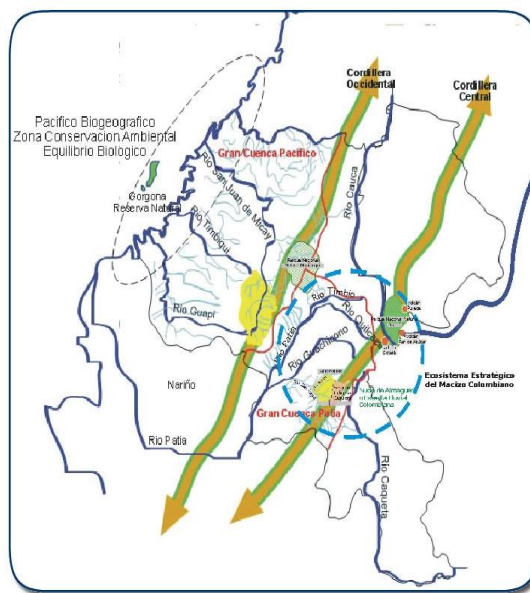 Cordillera
Occidental
Cordillera
Central
Pacifico Biogeografico
Zona Conservacion Ambiental
Equilibrio Biológico
Gorgona
Reserva Natural
Gran Cuenca Pacifico
Rio San Juan de Micay
Rio Timbiqui
Rio Guapi
Rio Cauca
Rio Timbio
Rio Quilcace
Rio Patia
Rio Guachicono
Nariño
Gran Cuenca Patia
Rio Patia
Rio Caqueta
Ecosistema Estratégico
del Macizo Colombiano